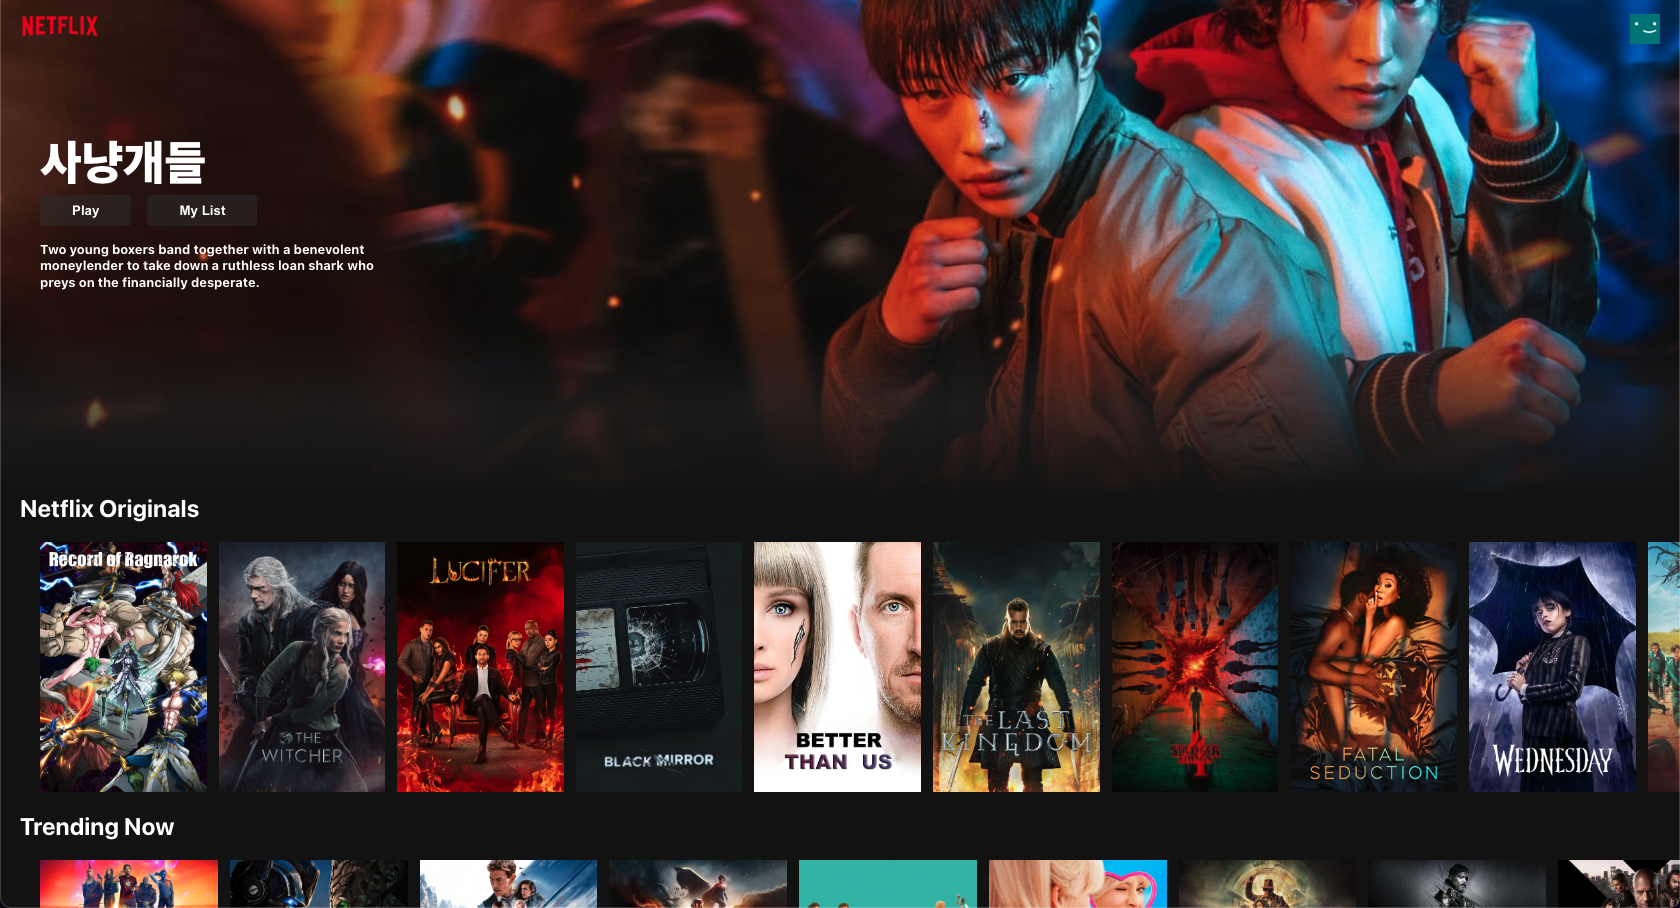 NETFLIX
사냥개들
Play
My List
Two young boxers band together with a benevolent
moneylender to take down a ruthless loan shark who
preys on the financially desperate.
Netflix Originals
Record of Ragnarok
THE
WITCHER
LUCIFER
BLACK MIRROR
BETTER
THAN US
THE LAST
KINGDOM
STRANGER
THINGS
4
FATAL
SEDUCTION
WEDNESDAY
Trending Now